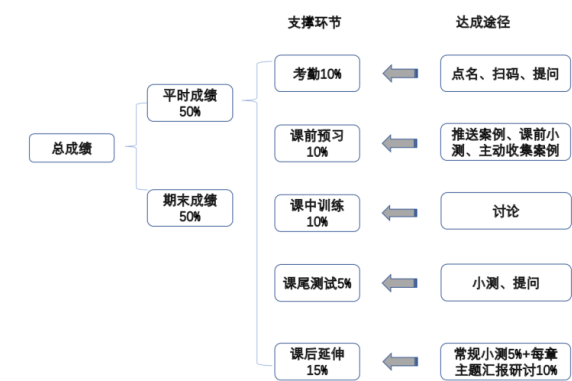 支撑环节
达成途径
总成绩
平时成绩
50%
期末成绩
50%
考勤10%
点名、扫码、提问
课前预习
10%
推送案例、课前小
测、主动收集案例
课中训练
10%
讨论
课尾测试5%
小测、提问
课后延伸
15%
常规小测5%+每章
主题汇报研讨10%